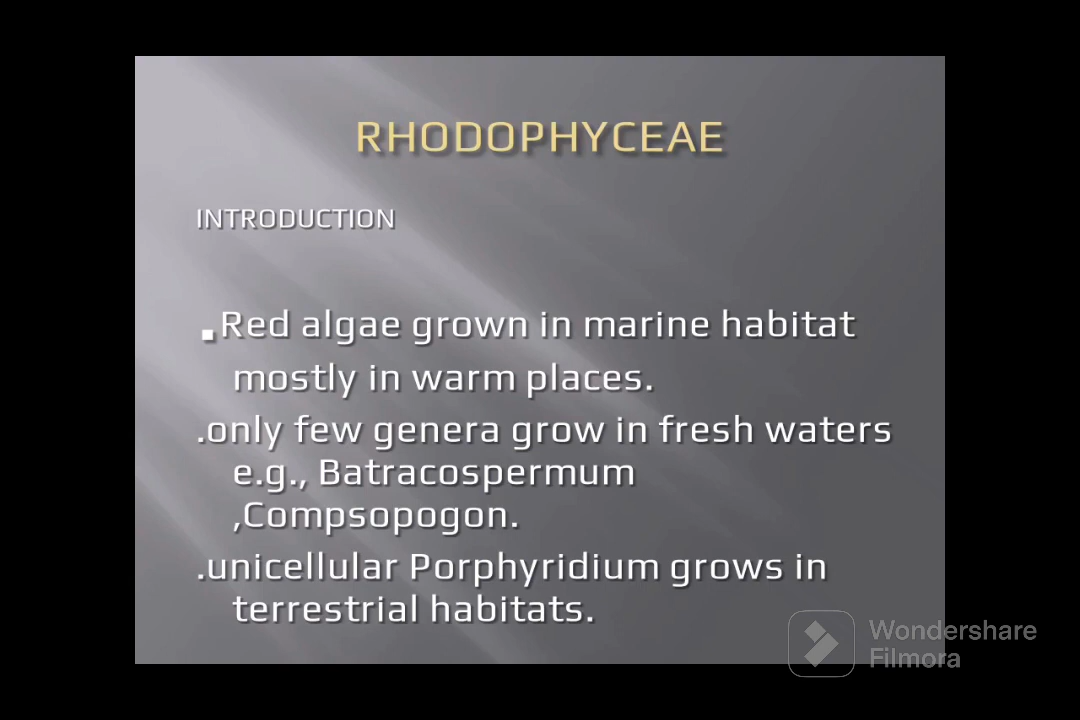 RHODOPHYCEAE
INTRODUCTION
▪Red algae grown in marine habitat
mostly in warm places.
.only few genera grow in fresh waters
e.g., Batracospermum
,Compsopogon.
.unicellular Porphyridium grows in
terrestrial habitats.
Wondershare
Filmora